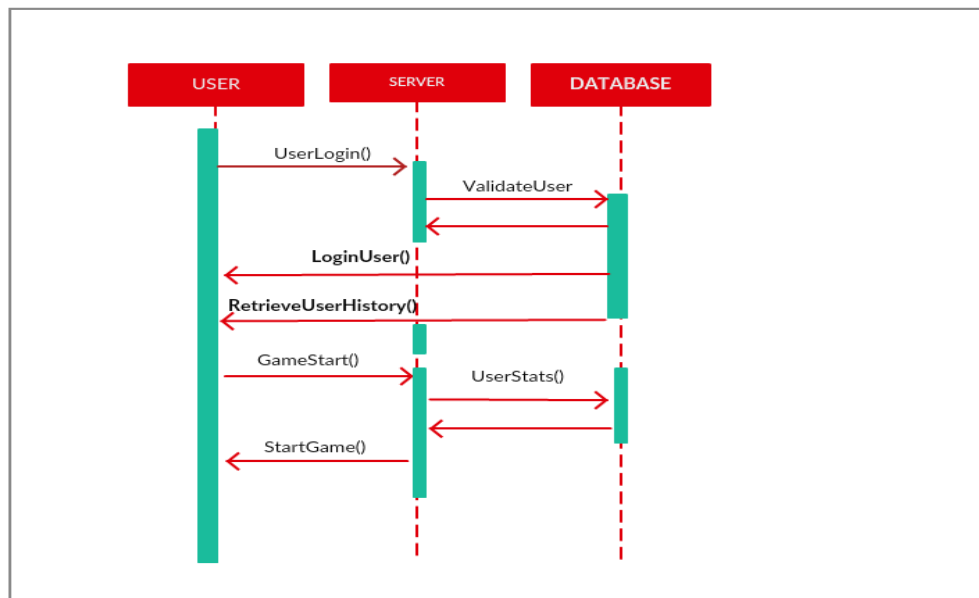 USER
SERVER
DATABASE
UserLogin()
ValidateUser
LoginUser()
RetrieveUserHistory()
GameStart()
UserStats()
StartGame()